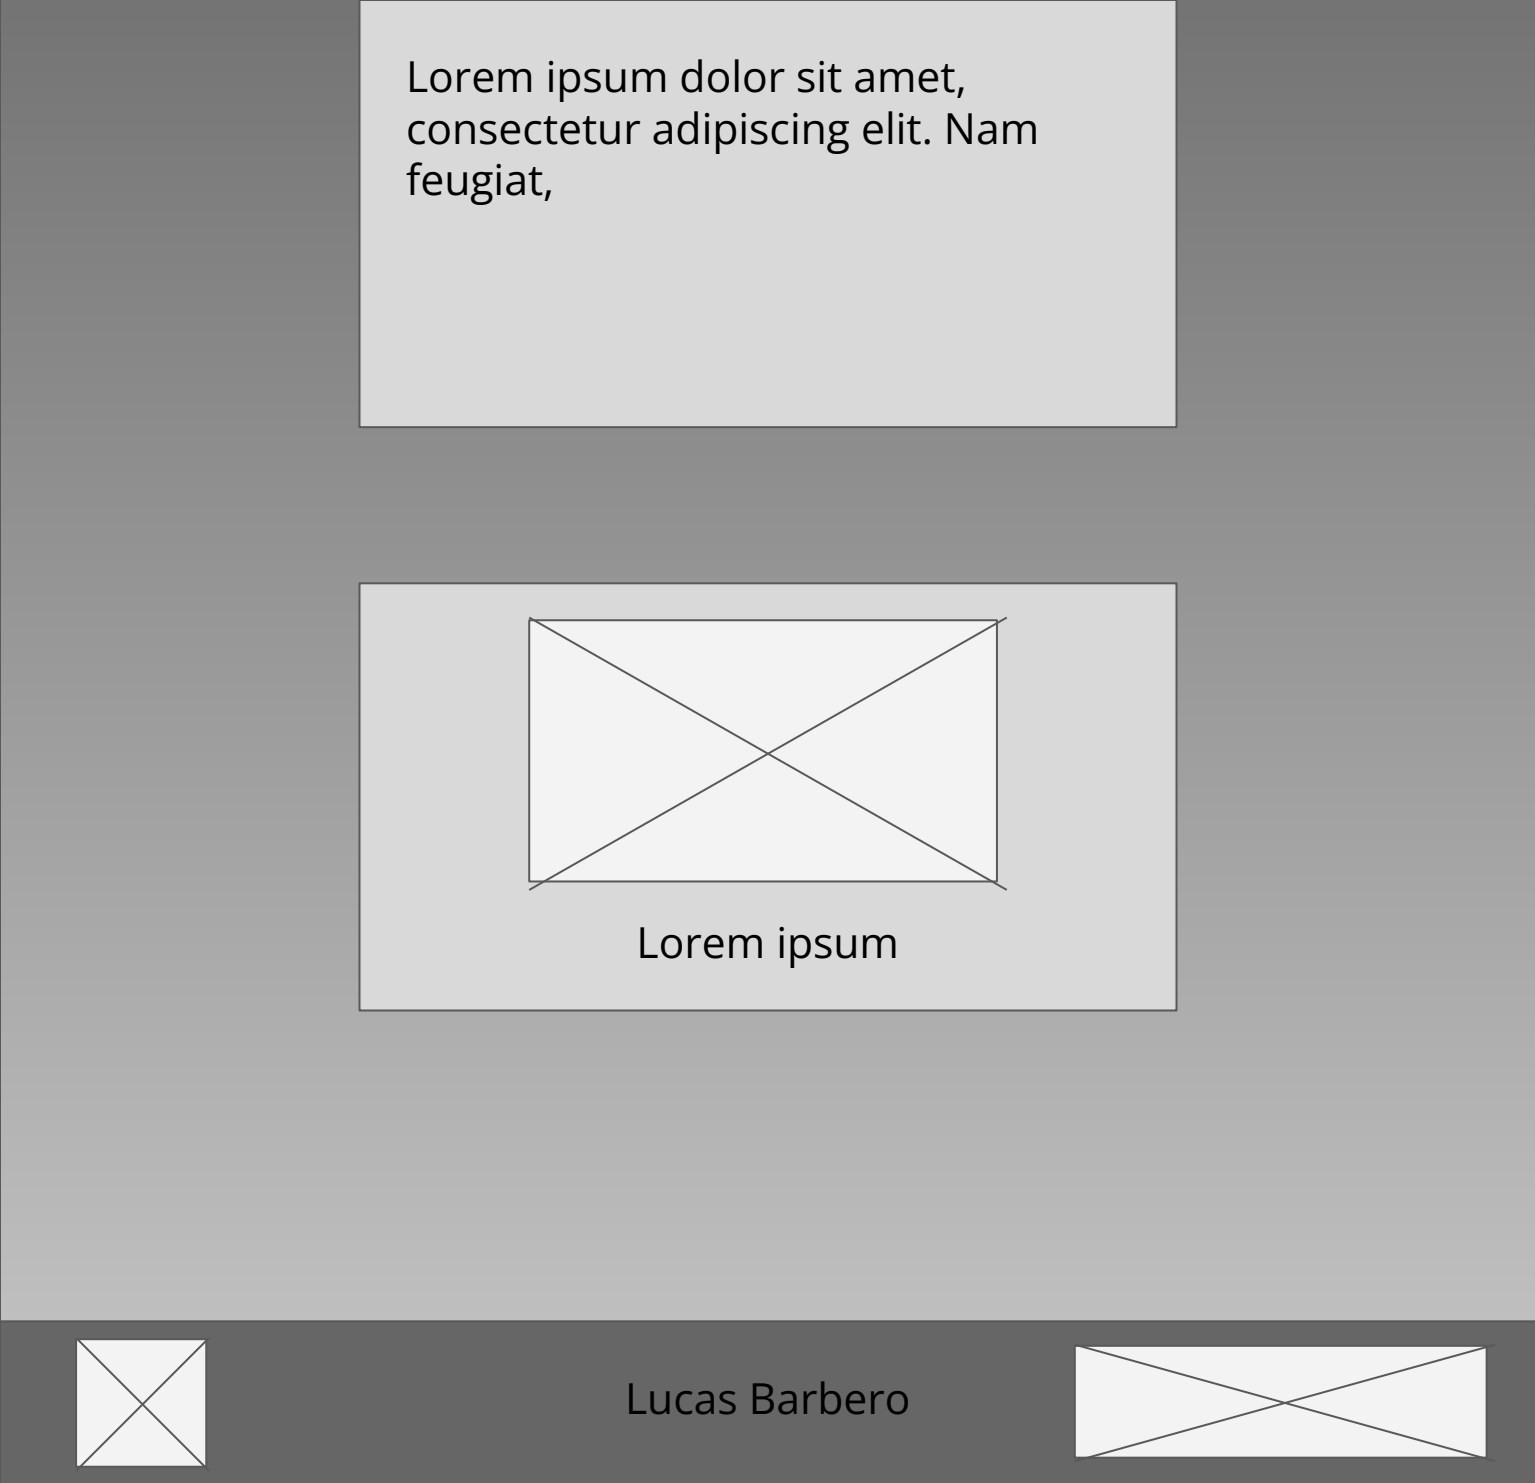 Lorem ipsum dolor sit amet,
consectetur adipiscing elit. Nam
feugiat,
Lorem ipsum
Lucas Barbero